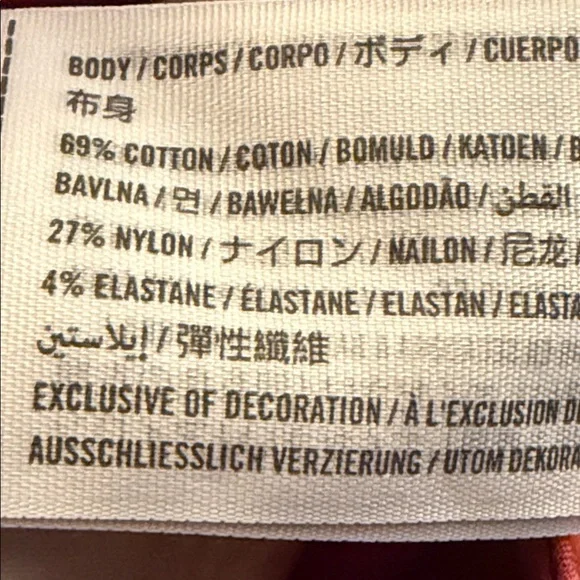 BODY / CORPS / CORPO / ボディ / CUERPO
布身
69% COTTON / COTON / BOMULD / KATOEN /
BAVLNA / 면 / BAWEŁNA / ALGODÃO / القطن
27% NYLON / ナイロン / NAILON / 尼龙
4% ELASTANE / ÉLASTANE / ELASTAN /
إيلاستين / 彈性纖維
EXCLUSIVE OF DECORATION / À L'EXCLUSION
AUSSCHLIESSLICH VERZIERUNG / UTOM